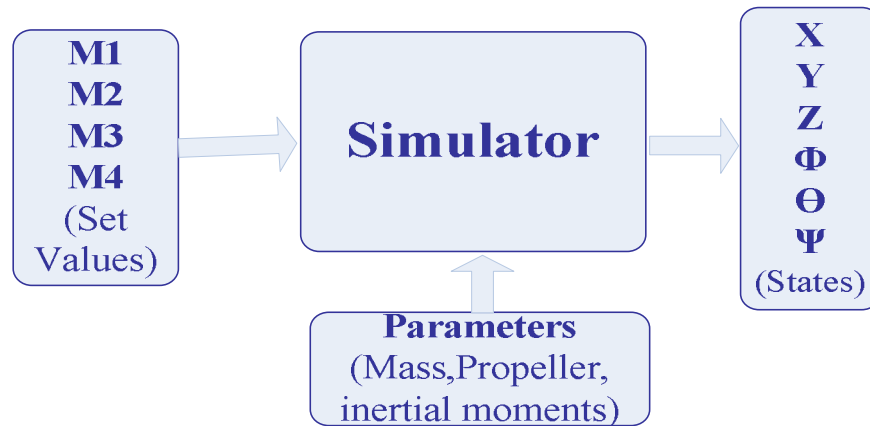 M1
M2
M3
M4
(Set
Values)
Simulator
Parameters
(Mass,Propeller,
inertial moments)
X
Y
Z
Φ
Θ
Ψ
(States)